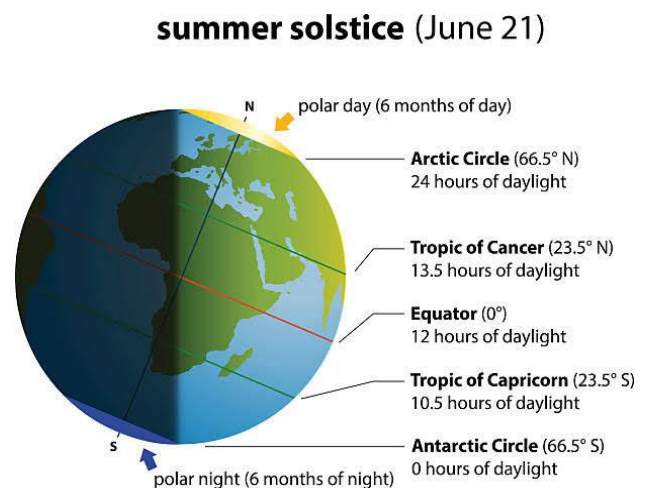 summer solstice (June 21)
N
polar day (6 months of day)
Arctic Circle (66.5° N)
24 hours of daylight
Tropic of Cancer (23.5° N)
13.5 hours of daylight
Equator (0°)
12 hours of daylight
Tropic of Capricorn (23.5° S)
10.5 hours of daylight
Antarctic Circle (66.5° S)
0 hours of daylight
S
polar night (6 months of night)